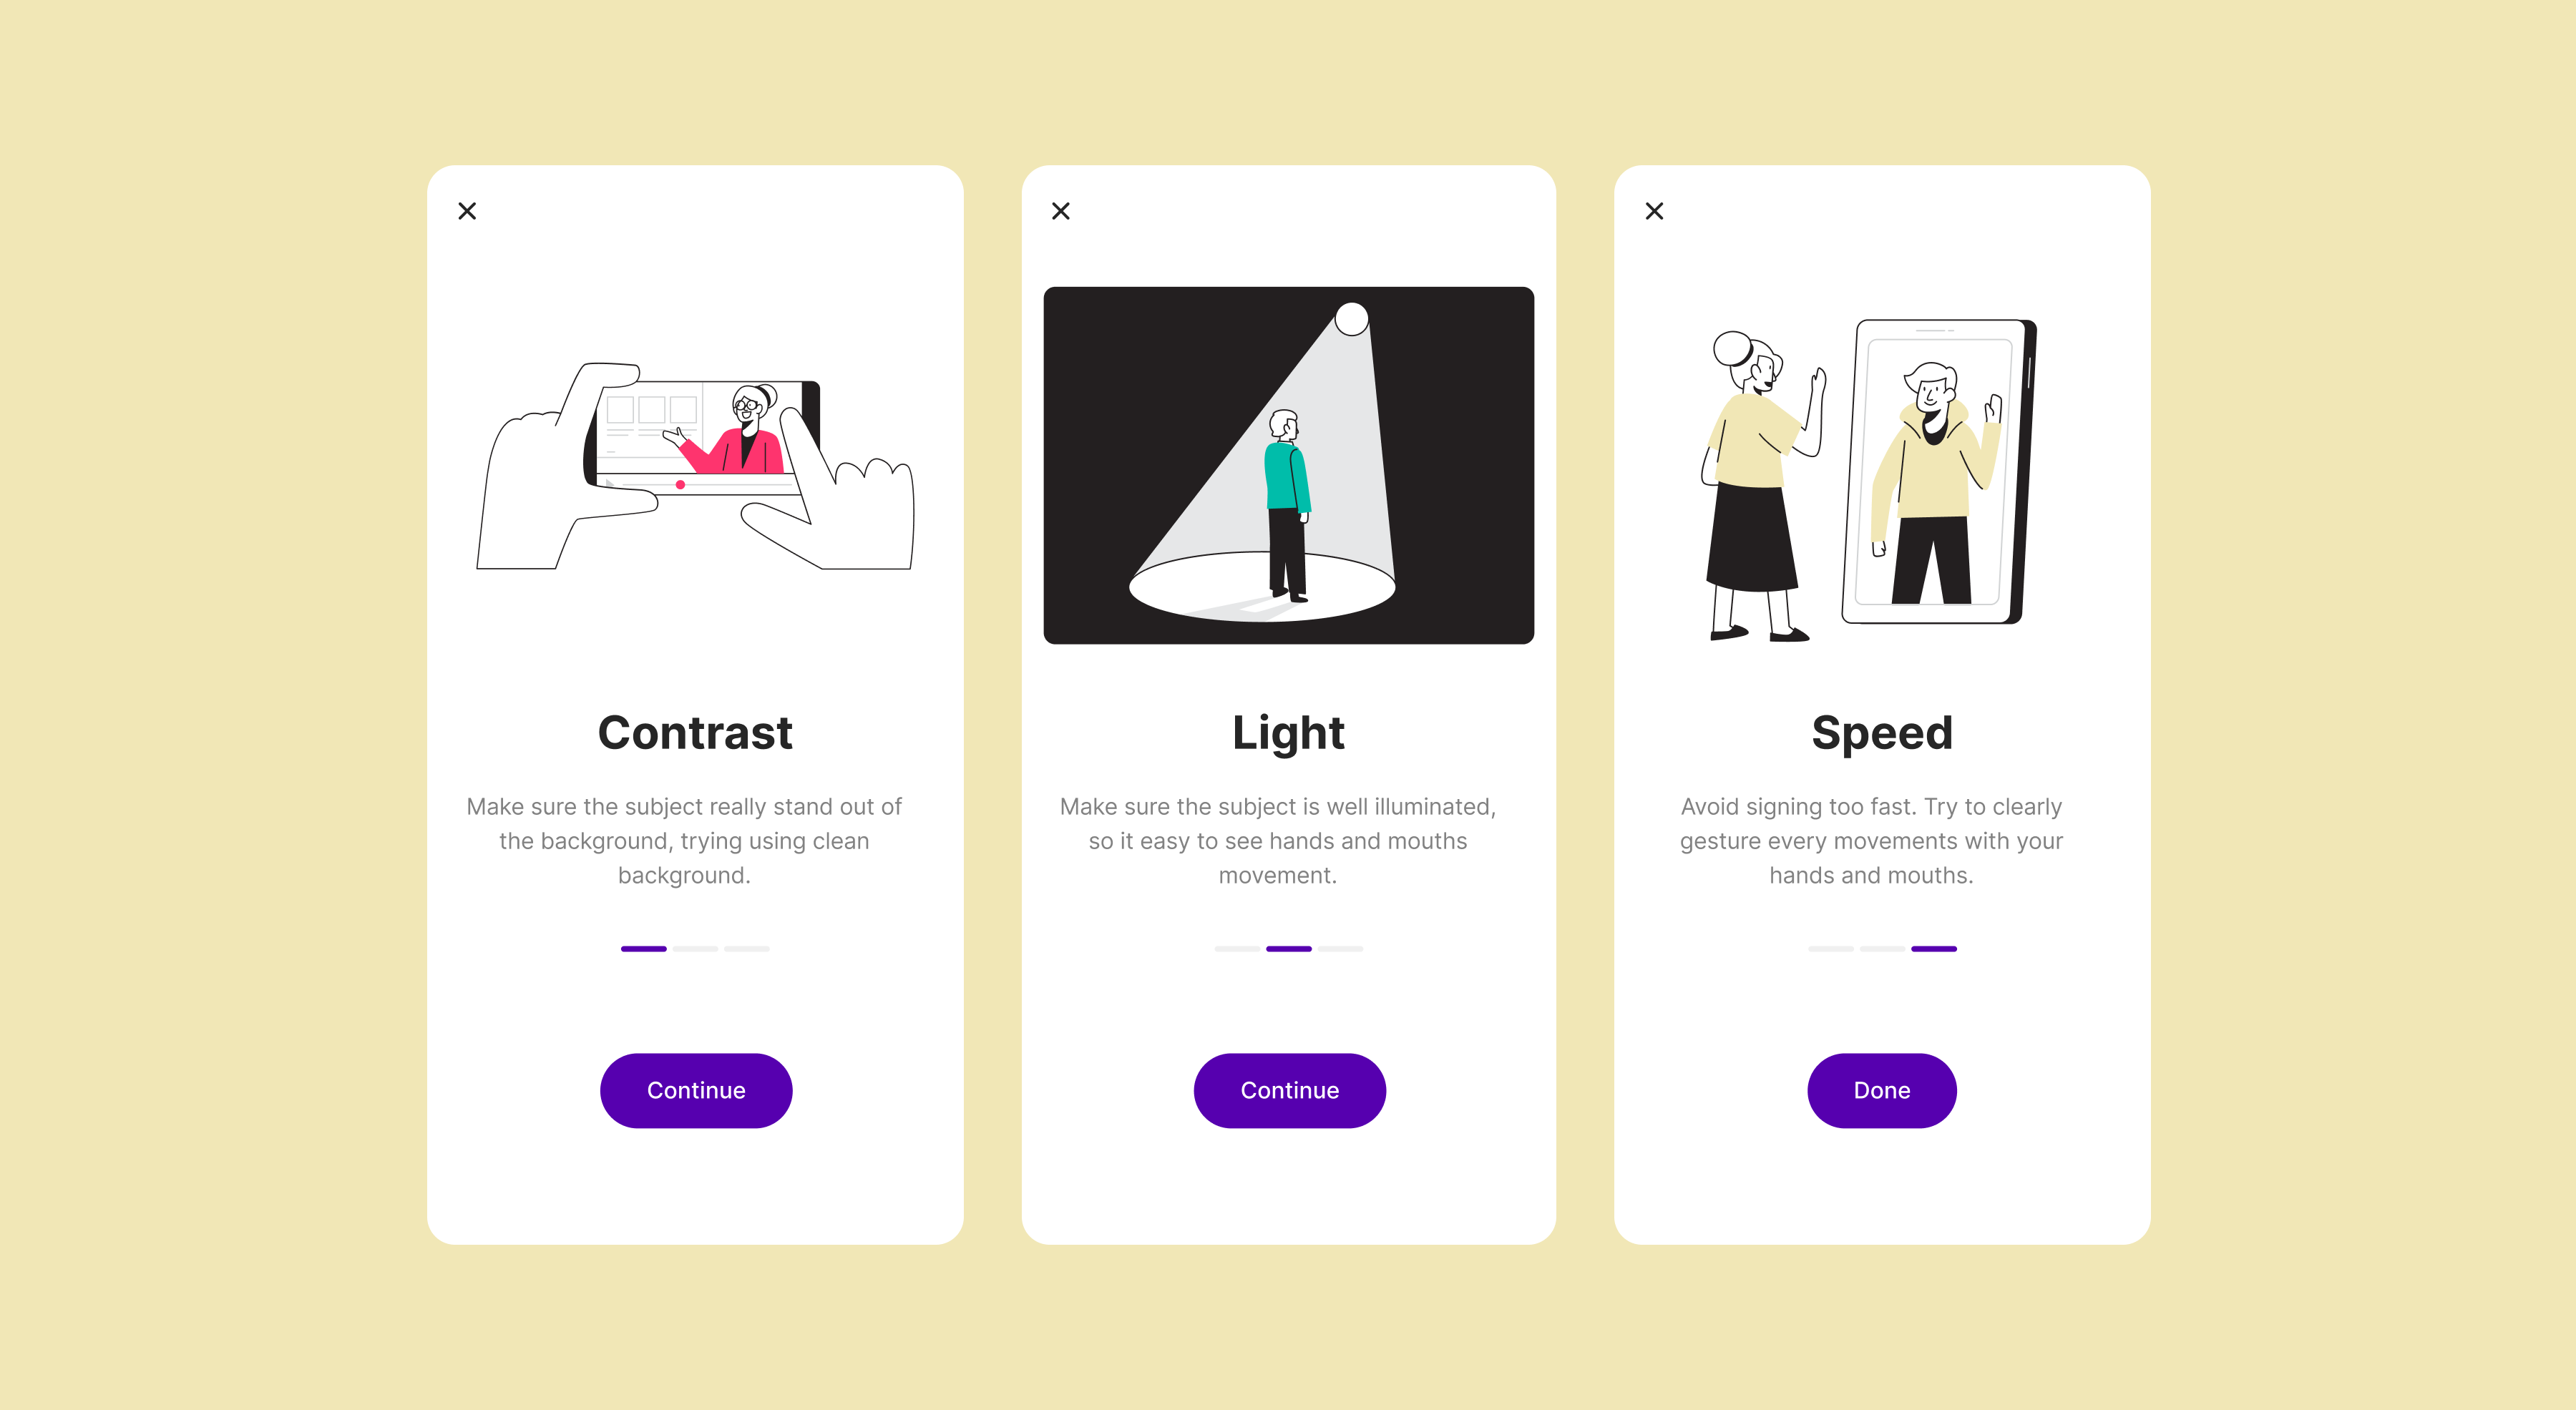 Contrast
Make sure the subject really stand out of
the background, trying using clean
background.
Continue
Light
Make sure the subject is well illuminated,
so it easy to see hands and mouths
movement.
Continue
Speed
Avoid signing too fast. Try to clearly
gesture every movements with your
hands and mouths.
Done